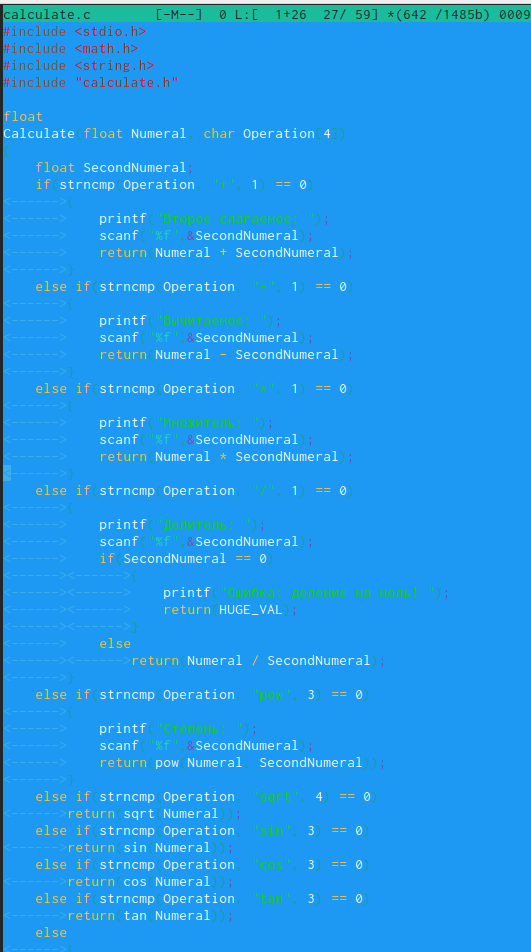 calculate.c        [-M--]  0 L:[  1+26  27/ 59] *(642 /1485b) 0009
#include <stdio.h>
#include <math.h>
#include <string.h>
#include "calculate.h"

float
Calculate(float Numeral, char Operation[4])
{
    float SecondNumeral;
    if(strncmp(Operation, "+", 1) == 0)
<------>{
            printf("Второе слагаемое: ");
            scanf("%f",&SecondNumeral);
            return(Numeral + SecondNumeral);
<------>}
    else if(strncmp(Operation, "-", 1) == 0)
<------>{
            printf("Вычитаемое: ");
            scanf("%f",&SecondNumeral);
            return(Numeral - SecondNumeral);
<------>}
    else if(strncmp(Operation, "*", 1) == 0)
<------>{
            printf("Множитель: ");
            scanf("%f",&SecondNumeral);
            return(Numeral * SecondNumeral);
<------>}
    else if(strncmp(Operation, "/", 1) == 0)
<------>{
            printf("Делитель: ");
            scanf("%f",&SecondNumeral);
            if(SecondNumeral == 0)
<------><------>{
                    printf("Ошибка: деление на ноль! ");
                    return(HUGE_VAL);
<------><------>}
            else
<------><------>return(Numeral / SecondNumeral);
<------>}
    else if(strncmp(Operation, "pow", 3) == 0)
<------>{
            printf("Степень: ");
            scanf("%f",&SecondNumeral);
            return(pow(Numeral, SecondNumeral));
<------>}
    else if(strncmp(Operation, "sqrt", 4) == 0)
<------>return(sqrt(Numeral));
    else if(strncmp(Operation, "sin", 3) == 0)
<------>return(sin(Numeral));
    else if(strncmp(Operation, "cos", 3) == 0)
<------>return(cos(Numeral));
    else if(strncmp(Operation, "tan", 3) == 0)
<------>return(tan(Numeral));
    else
<------>{